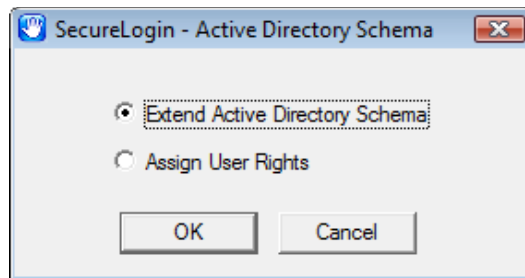 SecureLogin - Active Directory Schema
Extend Active Directory Schema
Assign User Rights
OK
Cancel